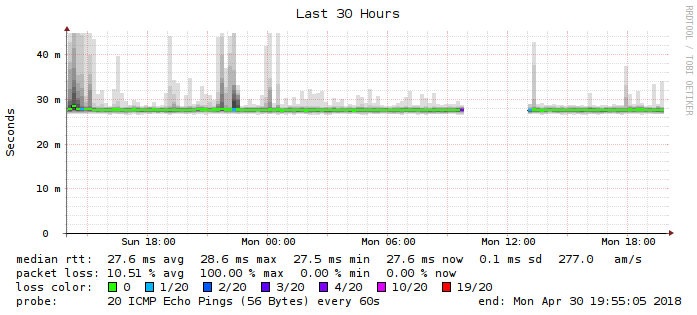 Last 30 Hours
RRDTOOL / TOBI OETIKER
Seconds
40 m
30 m
20 m
10 m
0
Sun 18:00 Mon 00:00 Mon 06:00 Mon 12:00 Mon 18:00
median rtt: 27.6 ms avg 28.6 ms max 27.5 ms min 27.6 ms now 0.1 ms sd 277.0 am/s
packet loss: 10.51 % avg 100.00 % max 0.00 % min 0.00 % now
loss color: 0 1/20 2/20 3/20 4/20 10/20 19/20
probe: 20 ICMP Echo Pings (56 Bytes) every 60s end: Mon Apr 30 19:55:05 2018